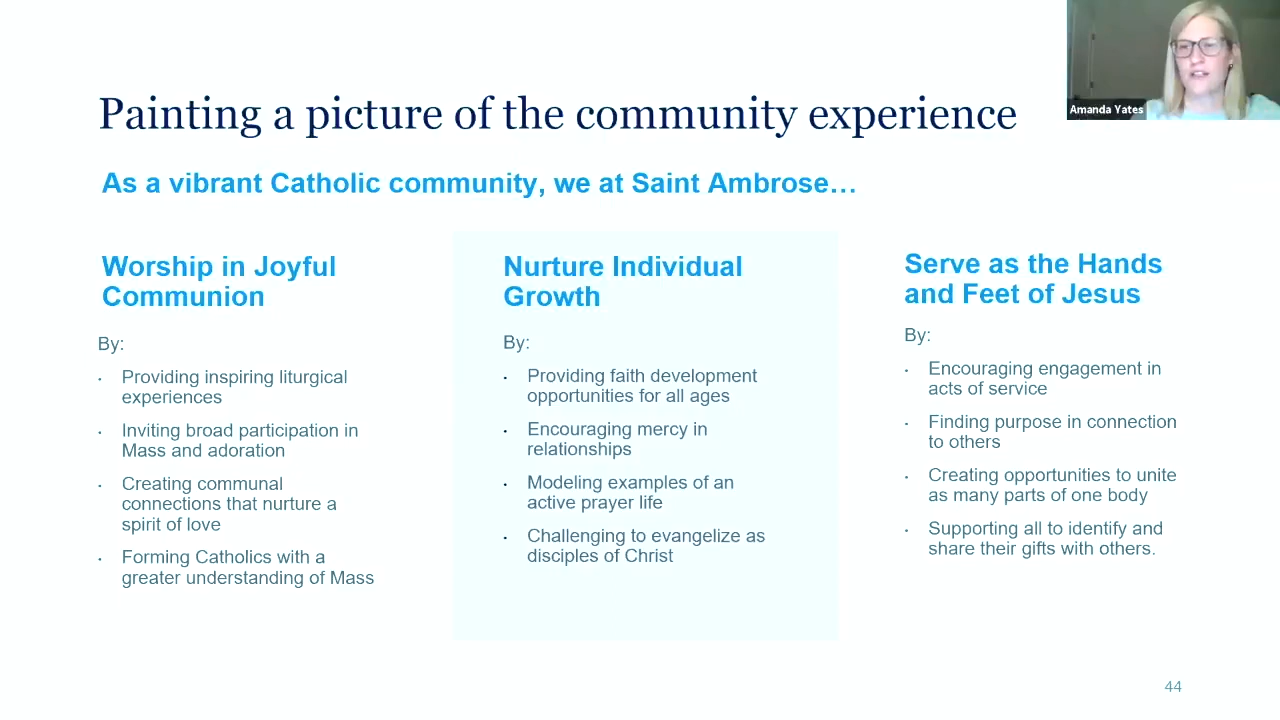 Painting a picture of the community experience
Amanda Yates
As a vibrant Catholic community, we at Saint Ambrose…
Worship in Joyful
Communion
By:
· Providing inspiring liturgical
experiences
· Inviting broad participation in
Mass and adoration
· Creating communal
connections that nurture a
spirit of love
· Forming Catholics with a
greater understanding of Mass
Nurture Individual
Growth
By:
· Providing faith development
opportunities for all ages
· Encouraging mercy in
relationships
· Modeling examples of an
active prayer life
· Challenging to evangelize as
disciples of Christ
Serve as the Hands
and Feet of Jesus
By:
· Encouraging engagement in
acts of service
· Finding purpose in connection
to others
· Creating opportunities to unite
as many parts of one body
· Supporting all to identify and
share their gifts with others.
44